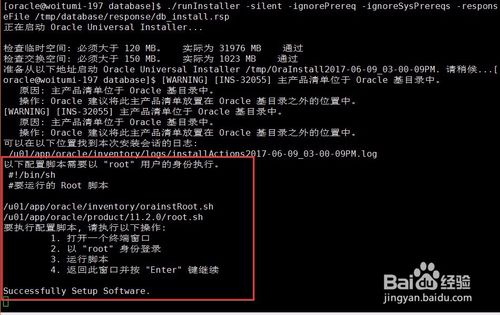 [oracle@woitumi-197 database]$ ./runInstaller -silent -ignorePrereq -ignoreSysPrereqs -respons
eFile /tmp/database/response/db_install.rsp
正在启动 Oracle Universal Installer...
检查临时空间: 必须大于 120 MB。 实际为 31976 MB 通过
检查交换空间: 必须大于 150 MB。 实际为 1023 MB 通过
准备从以下地址启动 Oracle Universal Installer /tmp/OraInstall2017-06-09_03-00-09PM. 请稍候...[
oracle@woitumi-197 database]$ [WARNING] [INS-32055] 主产品清单位于 Oracle 基目录中。
原因: 主产品清单位于 Oracle 基目录中。
操作: Oracle 建议将此主产品清单放置在 Oracle 基目录之外的位置中。
[WARNING] [INS-32055] 主产品清单位于 Oracle 基目录中。
原因: 主产品清单位于 Oracle 基目录中。
操作: Oracle 建议将此主产品清单放置在 Oracle 基目录之外的位置中。
可以在以下位置找到本次安装会话的日志:
/u01/app/oracle/inventory/logs/installActions2017-06-09_03-00-09PM.log
以下配置脚本需要以 "root" 用户的身份执行。
#!/bin/sh
#要运行的 Root 脚本
/u01/app/oracle/inventory/orainstRoot.sh
/u01/app/oracle/product/11.2.0/root.sh
要执行配置脚本, 请执行以下操作:
1. 打开一个终端窗口
2. 以 "root" 身份登录
3. 运行脚本
4. 返回此窗口并按 "Enter" 键继续
Successfully Setup Software.
Baidu 经验
jingyan.baidu.com